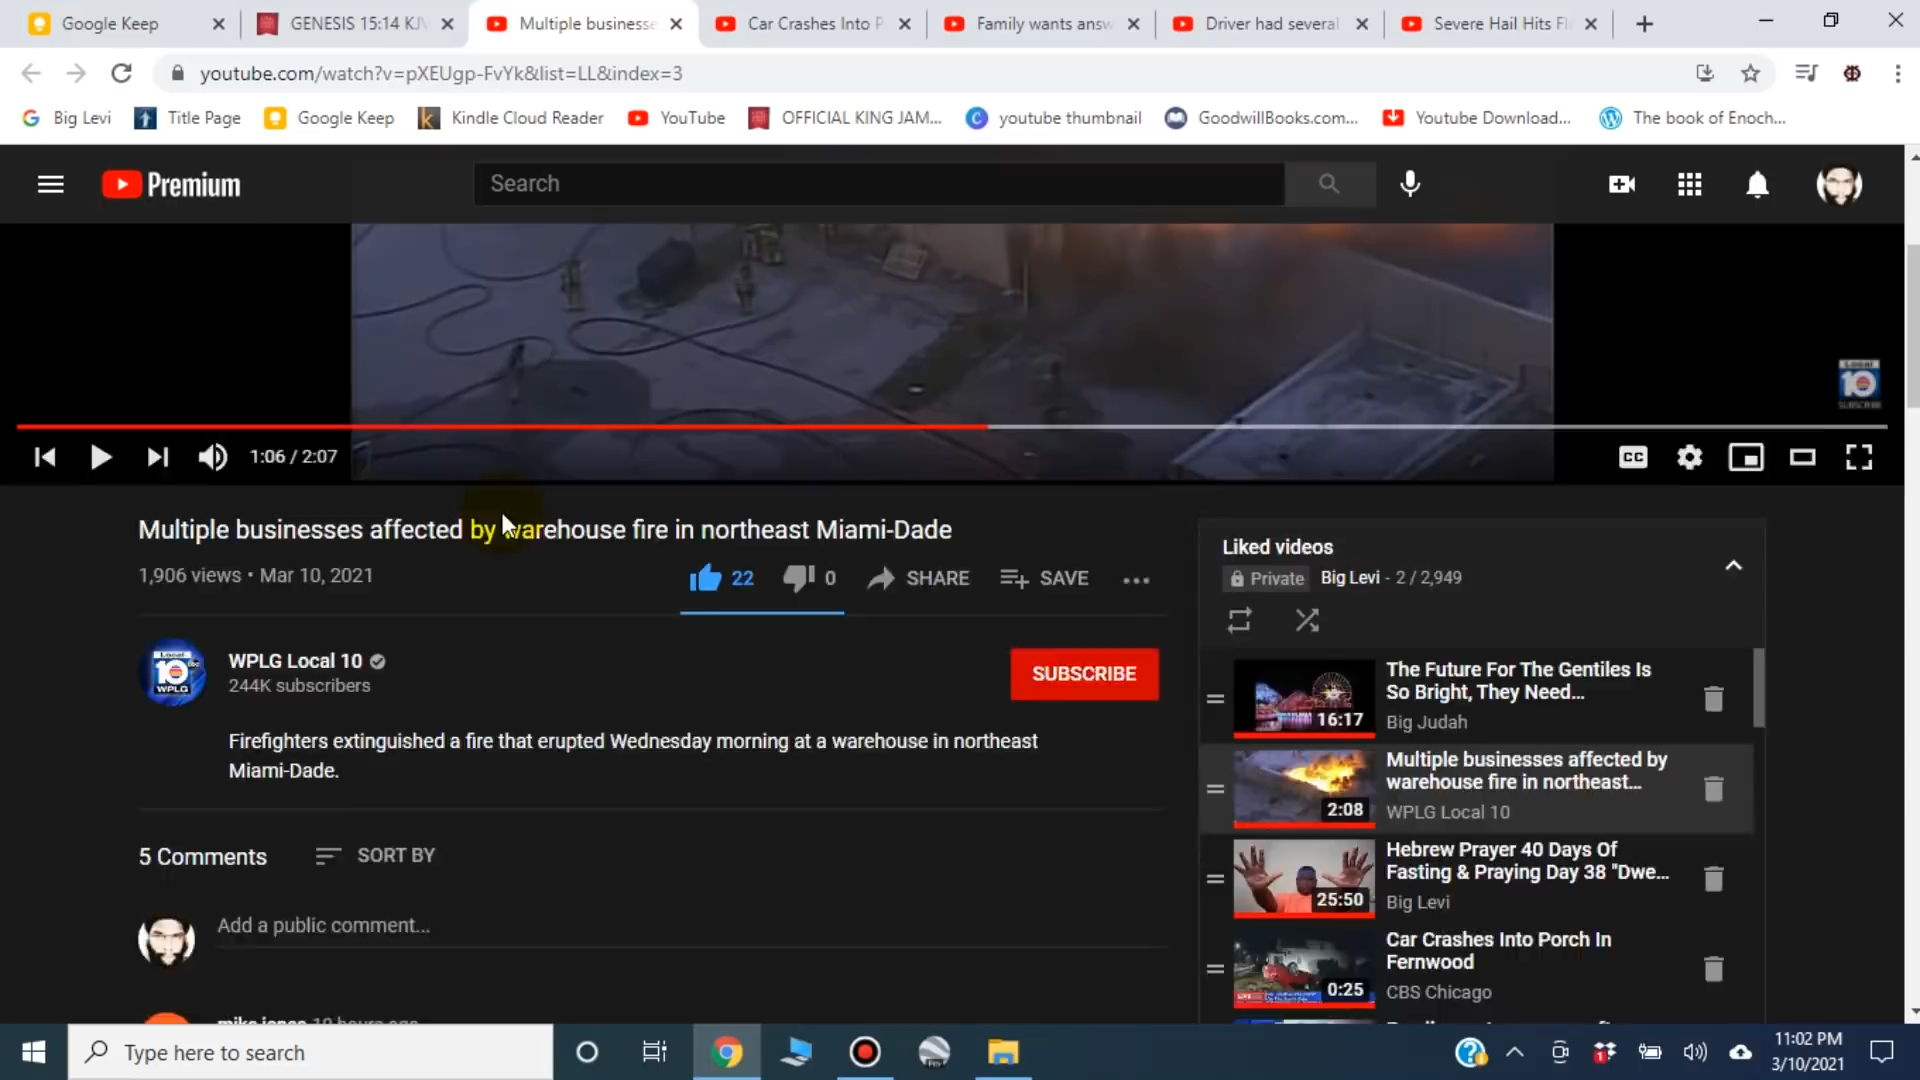 Google Keep
GENESIS 15:14 KJV
Multiple businesse
Car Crashes Into P
Family wants answ
Driver had several
Severe Hail Hits Fl
youtube.com/watch?v=pXEUgp-FvYk&list=LL&index=3
Big Levi
Title Page
Google Keep
Kindle Cloud Reader
YouTube
OFFICIAL KING JAM...
youtube thumbnail
GoodwillBooks.com...
Youtube Download...
The book of Enoch...
Premium
Search
LOCAL
10
SUBSCRIBE
1:06 / 2:07
CC
Multiple businesses affected by warehouse fire in northeast Miami-Dade
1,906 views • Mar 10, 2021
22
0
SHARE
SAVE
Local
10
WPLG
WPLG Local 10
244K subscribers
SUBSCRIBE
Firefighters extinguished a fire that erupted Wednesday morning at a warehouse in northeast
Miami-Dade.
5 Comments
SORT BY
Add a public comment...
mike jones 10 hours ago
Liked videos
Private
Big Levi - 2 / 2,949
The Future For The Gentiles Is
So Bright, They Need...
Big Judah
16:17
Multiple businesses affected by
warehouse fire in northeast...
WPLG Local 10
2:08
Hebrew Prayer 40 Days Of
Fasting & Praying Day 38 "Dwe...
Big Levi
25:50
Car Crashes Into Porch In
Fernwood
CBS Chicago
0:25
Type here to search
11:02 PM
3/10/2021